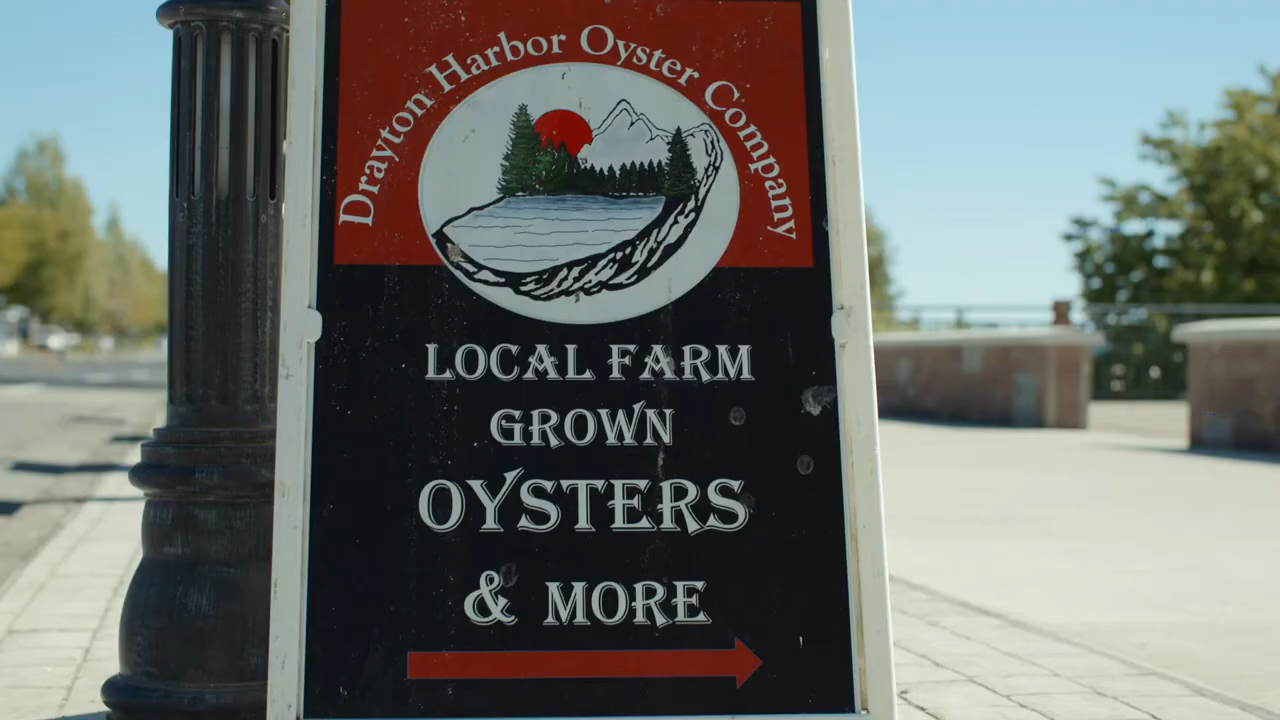 Drayton Harbor Oyster Company
LOCAL FARM
GROWN
OYSTERS
& MORE